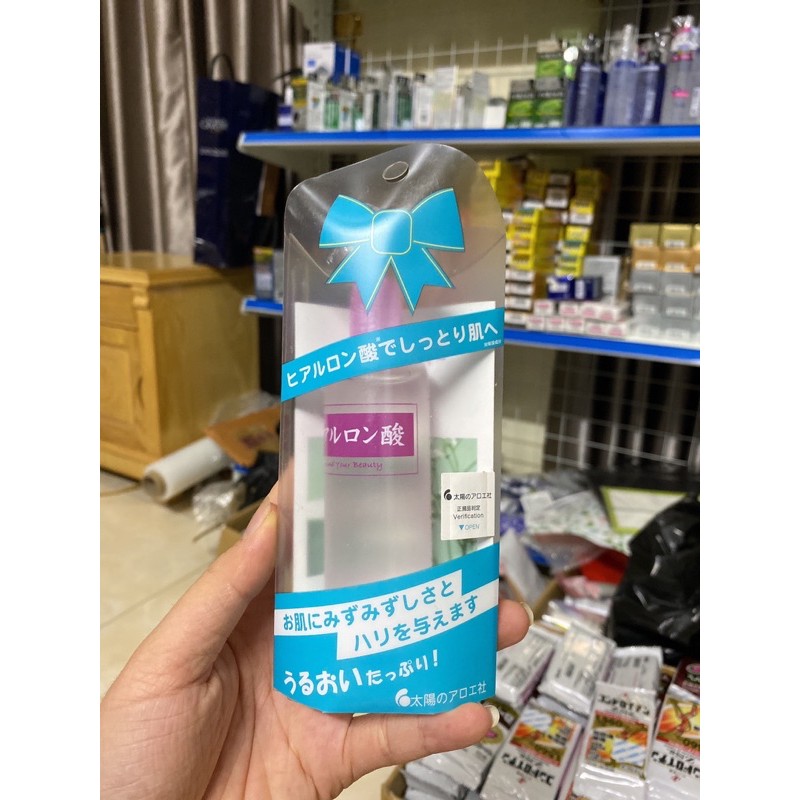 ヒアルロン酸でしっとり肌へ
アルロン酸
your Beauty
太陽のアロエ社
正規品判定
Verification
▼OPEN
お肌にみずみずしさと
ハリを与えます
うるおいたっぷり!
太陽のアロエ社